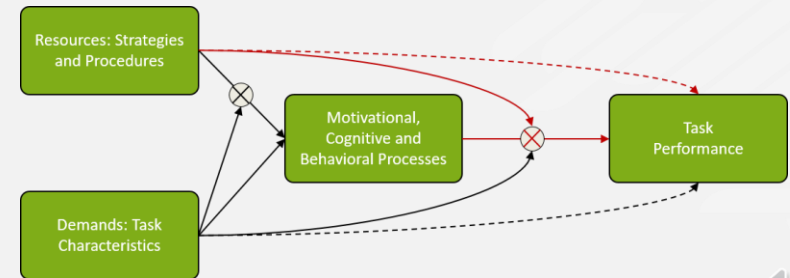 Resources: Strategies
and Procedures
Motivational,
Cognitive and
Behavioral Processes
Task
Performance
Demands: Task
Characteristics